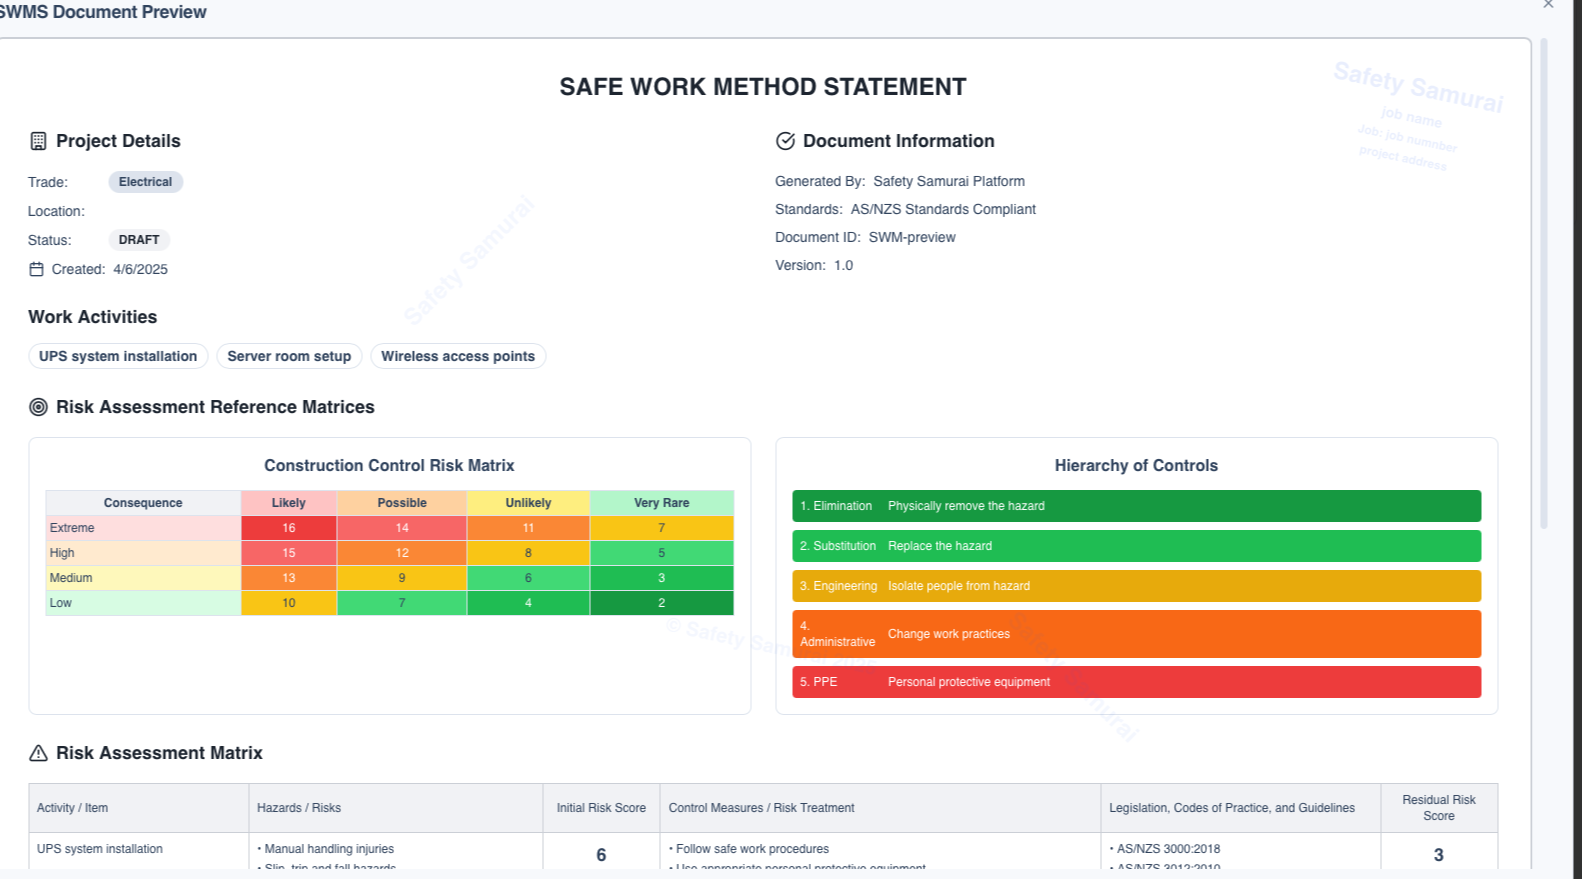 SWMS Document Preview
SAFE WORK METHOD STATEMENT
Safety Samurai
job name
Job: job numnber
project address
Project Details
Trade: Electrical
Location:
Status: DRAFT
Created: 4/6/2025
Document Information
Generated By: Safety Samurai Platform
Standards: AS/NZS Standards Compliant
Document ID: SWM-preview
Version: 1.0
Safety Samurai
Work Activities
UPS system installation
Server room setup
Wireless access points
Risk Assessment Reference Matrices
Construction Control Risk Matrix
Consequence Likely Possible Unlikely Very Rare
Extreme 16 14 11 7
High 15 12 8 5
Medium 13 9 6 3
Low 10 7 4 2
Hierarchy of Controls
1. Elimination Physically remove the hazard
2. Substitution Replace the hazard
3. Engineering Isolate people from hazard
4.
Administrative Change work practices
5. PPE Personal protective equipment
© Safety Samurai 2025
Safety Samurai
Risk Assessment Matrix
Activity / Item Hazards / Risks Initial Risk Score Control Measures / Risk Treatment Legislation, Codes of Practice, and Guidelines Residual Risk
Score
UPS system installation • Manual handling injuries 6 • Follow safe work procedures • AS/NZS 3000:2018 3
• Slip, trip and fall hazards • Use appropriate personal protective equipment • AS/NZS 3012:2010